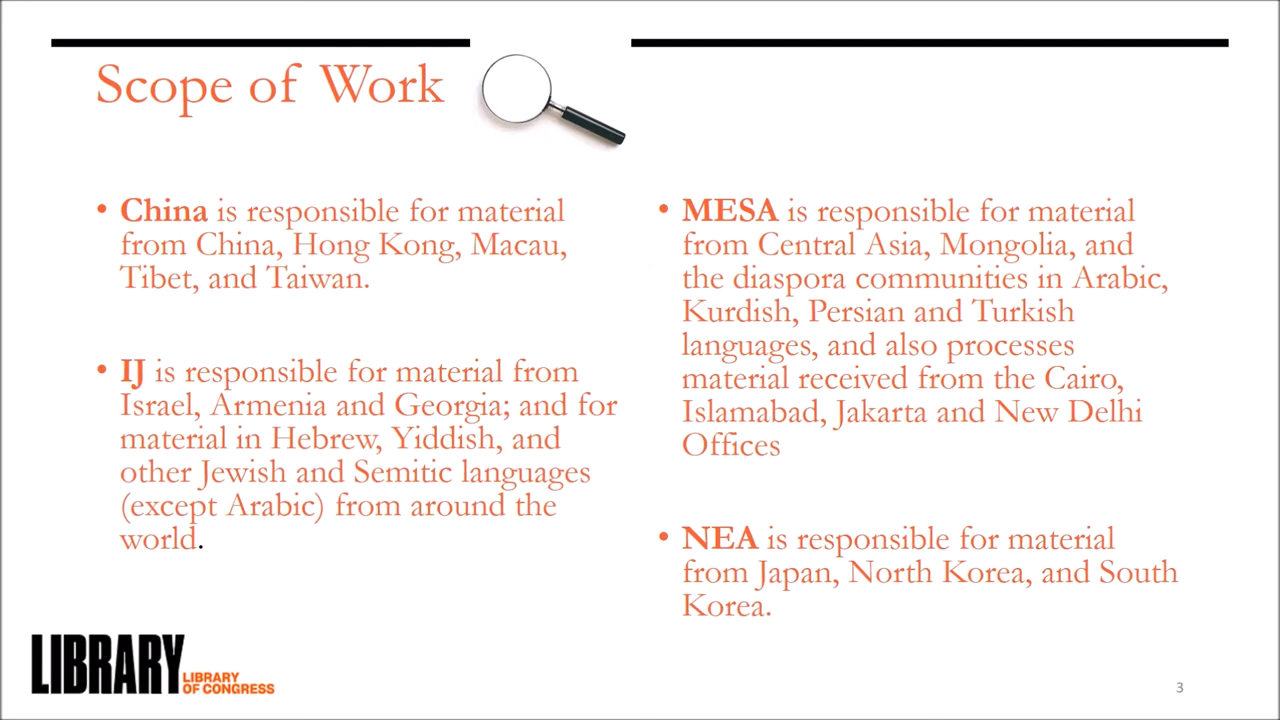 Scope of Work
• China is responsible for material
from China, Hong Kong, Macau,
Tibet, and Taiwan.
• IJ is responsible for material from
Israel, Armenia and Georgia; and for
material in Hebrew, Yiddish, and
other Jewish and Semitic languages
(except Arabic) from around the
world.
• MESA is responsible for material
from Central Asia, Mongolia, and
the diaspora communities in Arabic,
Kurdish, Persian and Turkish
languages, and also processes
material received from the Cairo,
Islamabad, Jakarta and New Delhi
Offices
• NEA is responsible for material
from Japan, North Korea, and South
Korea.
LIBRARY
LIBRARY
OF CONGRESS
3